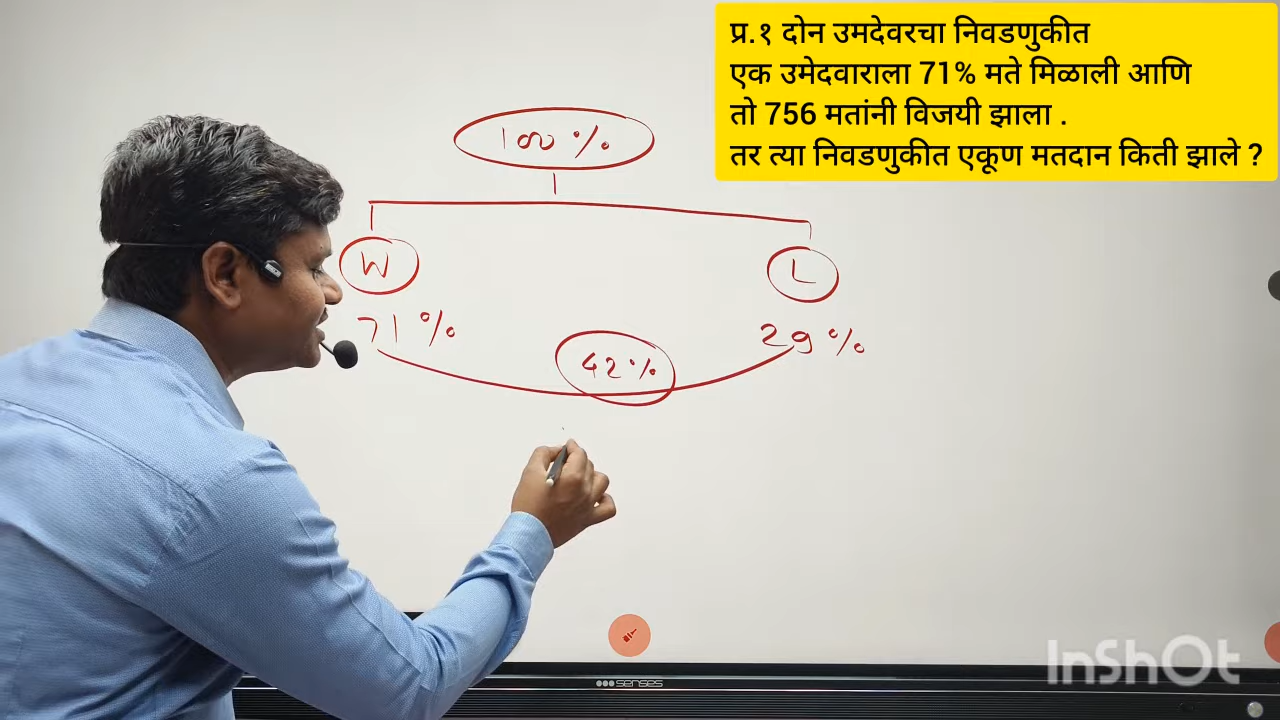 प्र.१ दोन उमदेवरचा निवडणुकीत
एक उमेदवाराला 71% मते मिळाली आणि
तो 756 मतांनी विजयी झाला .
तर त्या निवडणुकीत एकूण मतदान किती झाले ?
100 %
W
L
71 %
29 %
42 %
senses
InShOt